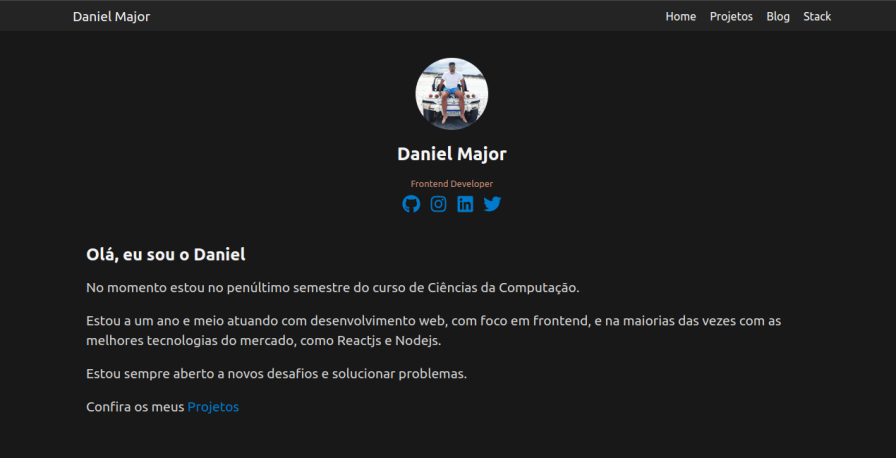 Daniel Major
Home Projetos Blog Stack
Daniel Major
Frontend Developer
Olá, eu sou o Daniel
No momento estou no penúltimo semestre do curso de Ciências da Computação.
Estou a um ano e meio atuando com desenvolvimento web, com foco em frontend, e na maiorias das vezes com as
melhores tecnologias do mercado, como Reactjs e Nodejs.
Estou sempre aberto a novos desafios e solucionar problemas.
Confira os meus Projetos